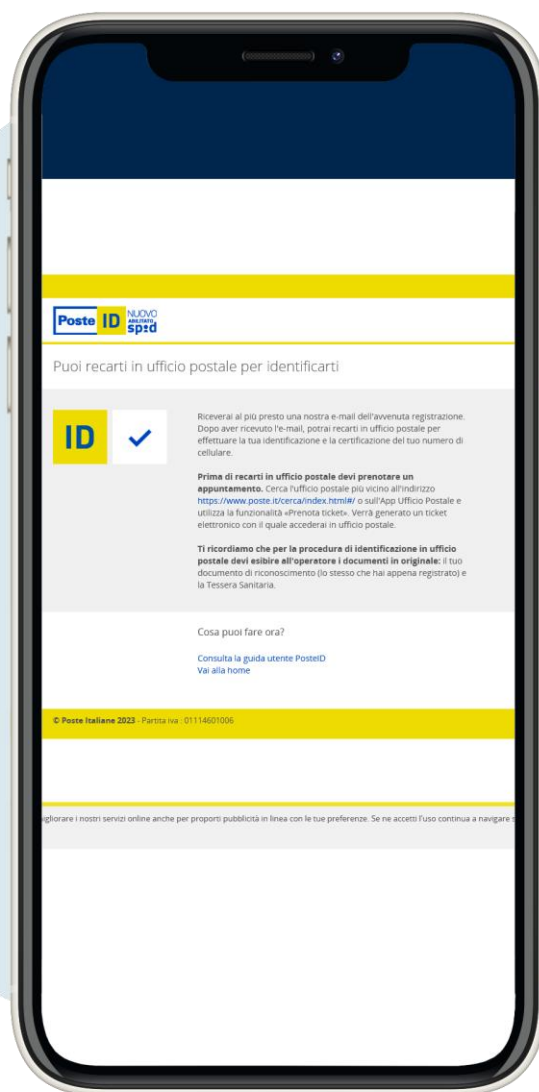 Poste ID NUOVO
ABILITATO
spid
Puoi recarti in ufficio postale per identificarti
ID
Riceverai al più presto una nostra e-mail dell'avvenuta registrazione.
Dopo aver ricevuto l'e-mail, potrai recarti in ufficio postale per
effettuare la tua identificazione e la certificazione del tuo numero di
cellulare.
Prima di recarti in ufficio postale devi prenotare un
appuntamento. Cerca l'ufficio postale più vicino all'indirizzo
https://www.poste.it/cerca/index.html#/ o sull'App Ufficio Postale e
utilizza la funzionalità «Prenota ticket». Verrà generato un ticket
elettronico con il quale accederai in ufficio postale.
Ti ricordiamo che per la procedura di identificazione in ufficio
postale devi esibire all'operatore i documenti in originale: il tuo
documento di riconoscimento (lo stesso che hai appena registrato) e
la Tessera Sanitaria.
Cosa puoi fare ora?
Consulta la guida utente PosteID
Vai alla home
© Poste Italiane 2023 - Partita iva : 01114601006
igliorare i nostri servizi online anche per proporti pubblicità in linea con le tue preferenze. Se ne accetti l'uso continua a navigare s